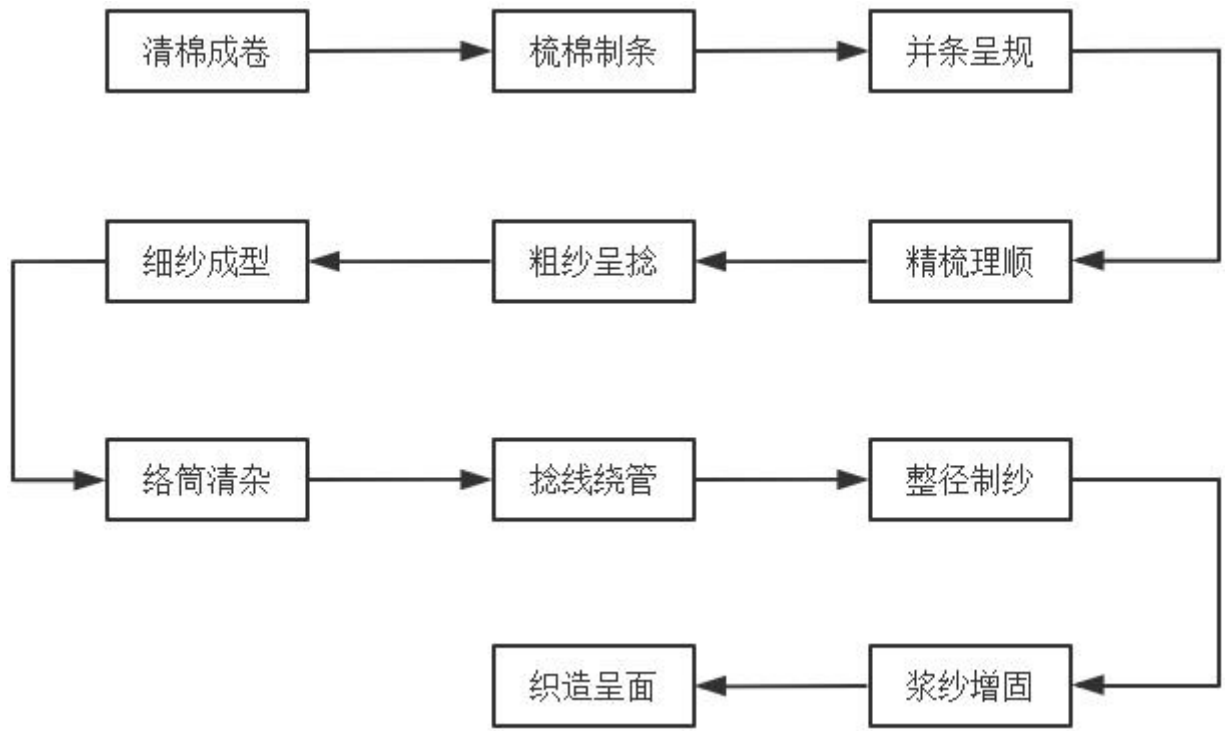 清棉成卷
梳棉制条
并条呈规
精梳理顺
粗纱呈捻
细纱成型
络筒清杂
捻线绕管
整径制纱
浆纱增固
织造呈面